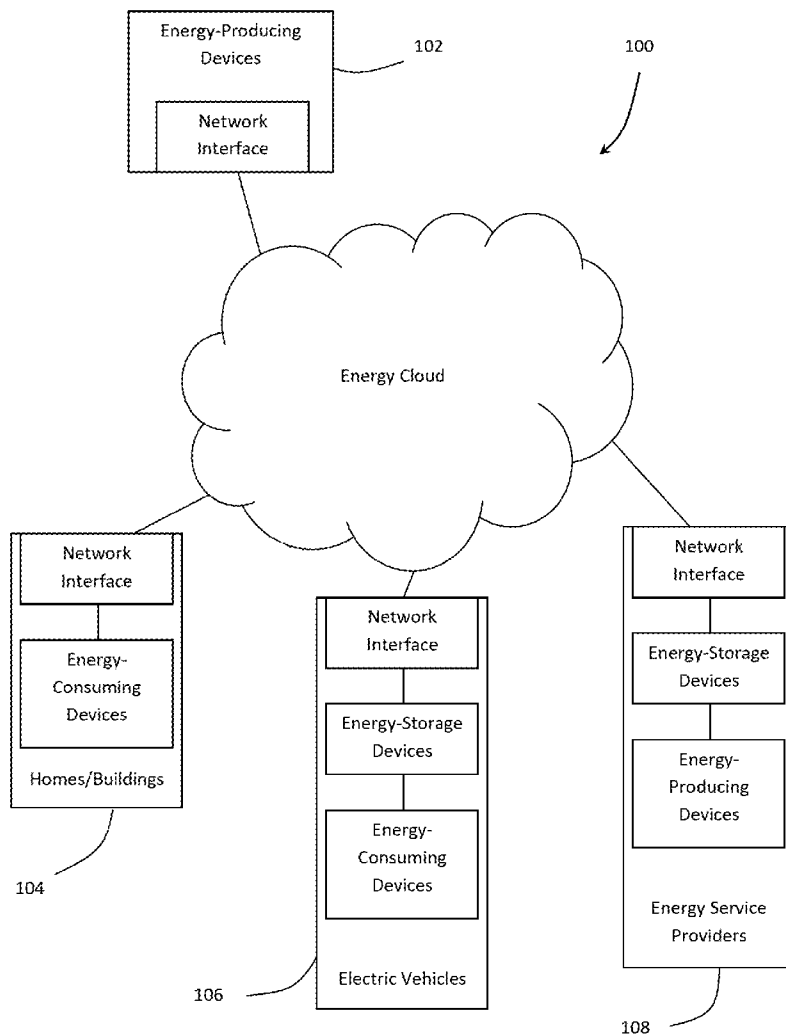 Energy-Producing
Devices
102
100
Network
Interface
Energy Cloud
Network
Interface
Energy-
Consuming
Devices
Homes/Buildings
104
Network
Interface
Energy-Storage
Devices
Energy-
Consuming
Devices
Electric Vehicles
106
Network
Interface
Energy-Storage
Devices
Energy-
Producing
Devices
Energy Service
Providers
108